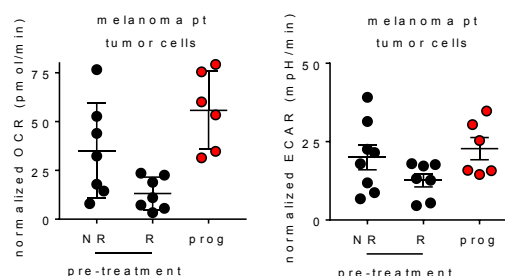 melanoma pt
tumor cells
normalized OCR (pmol/min)
75
50
25
0
NR R prog
pre-treatment
melanoma pt
tumor cells
normalized ECAR (mpH/min)
50
25
0
NR R prog
pre-treatment